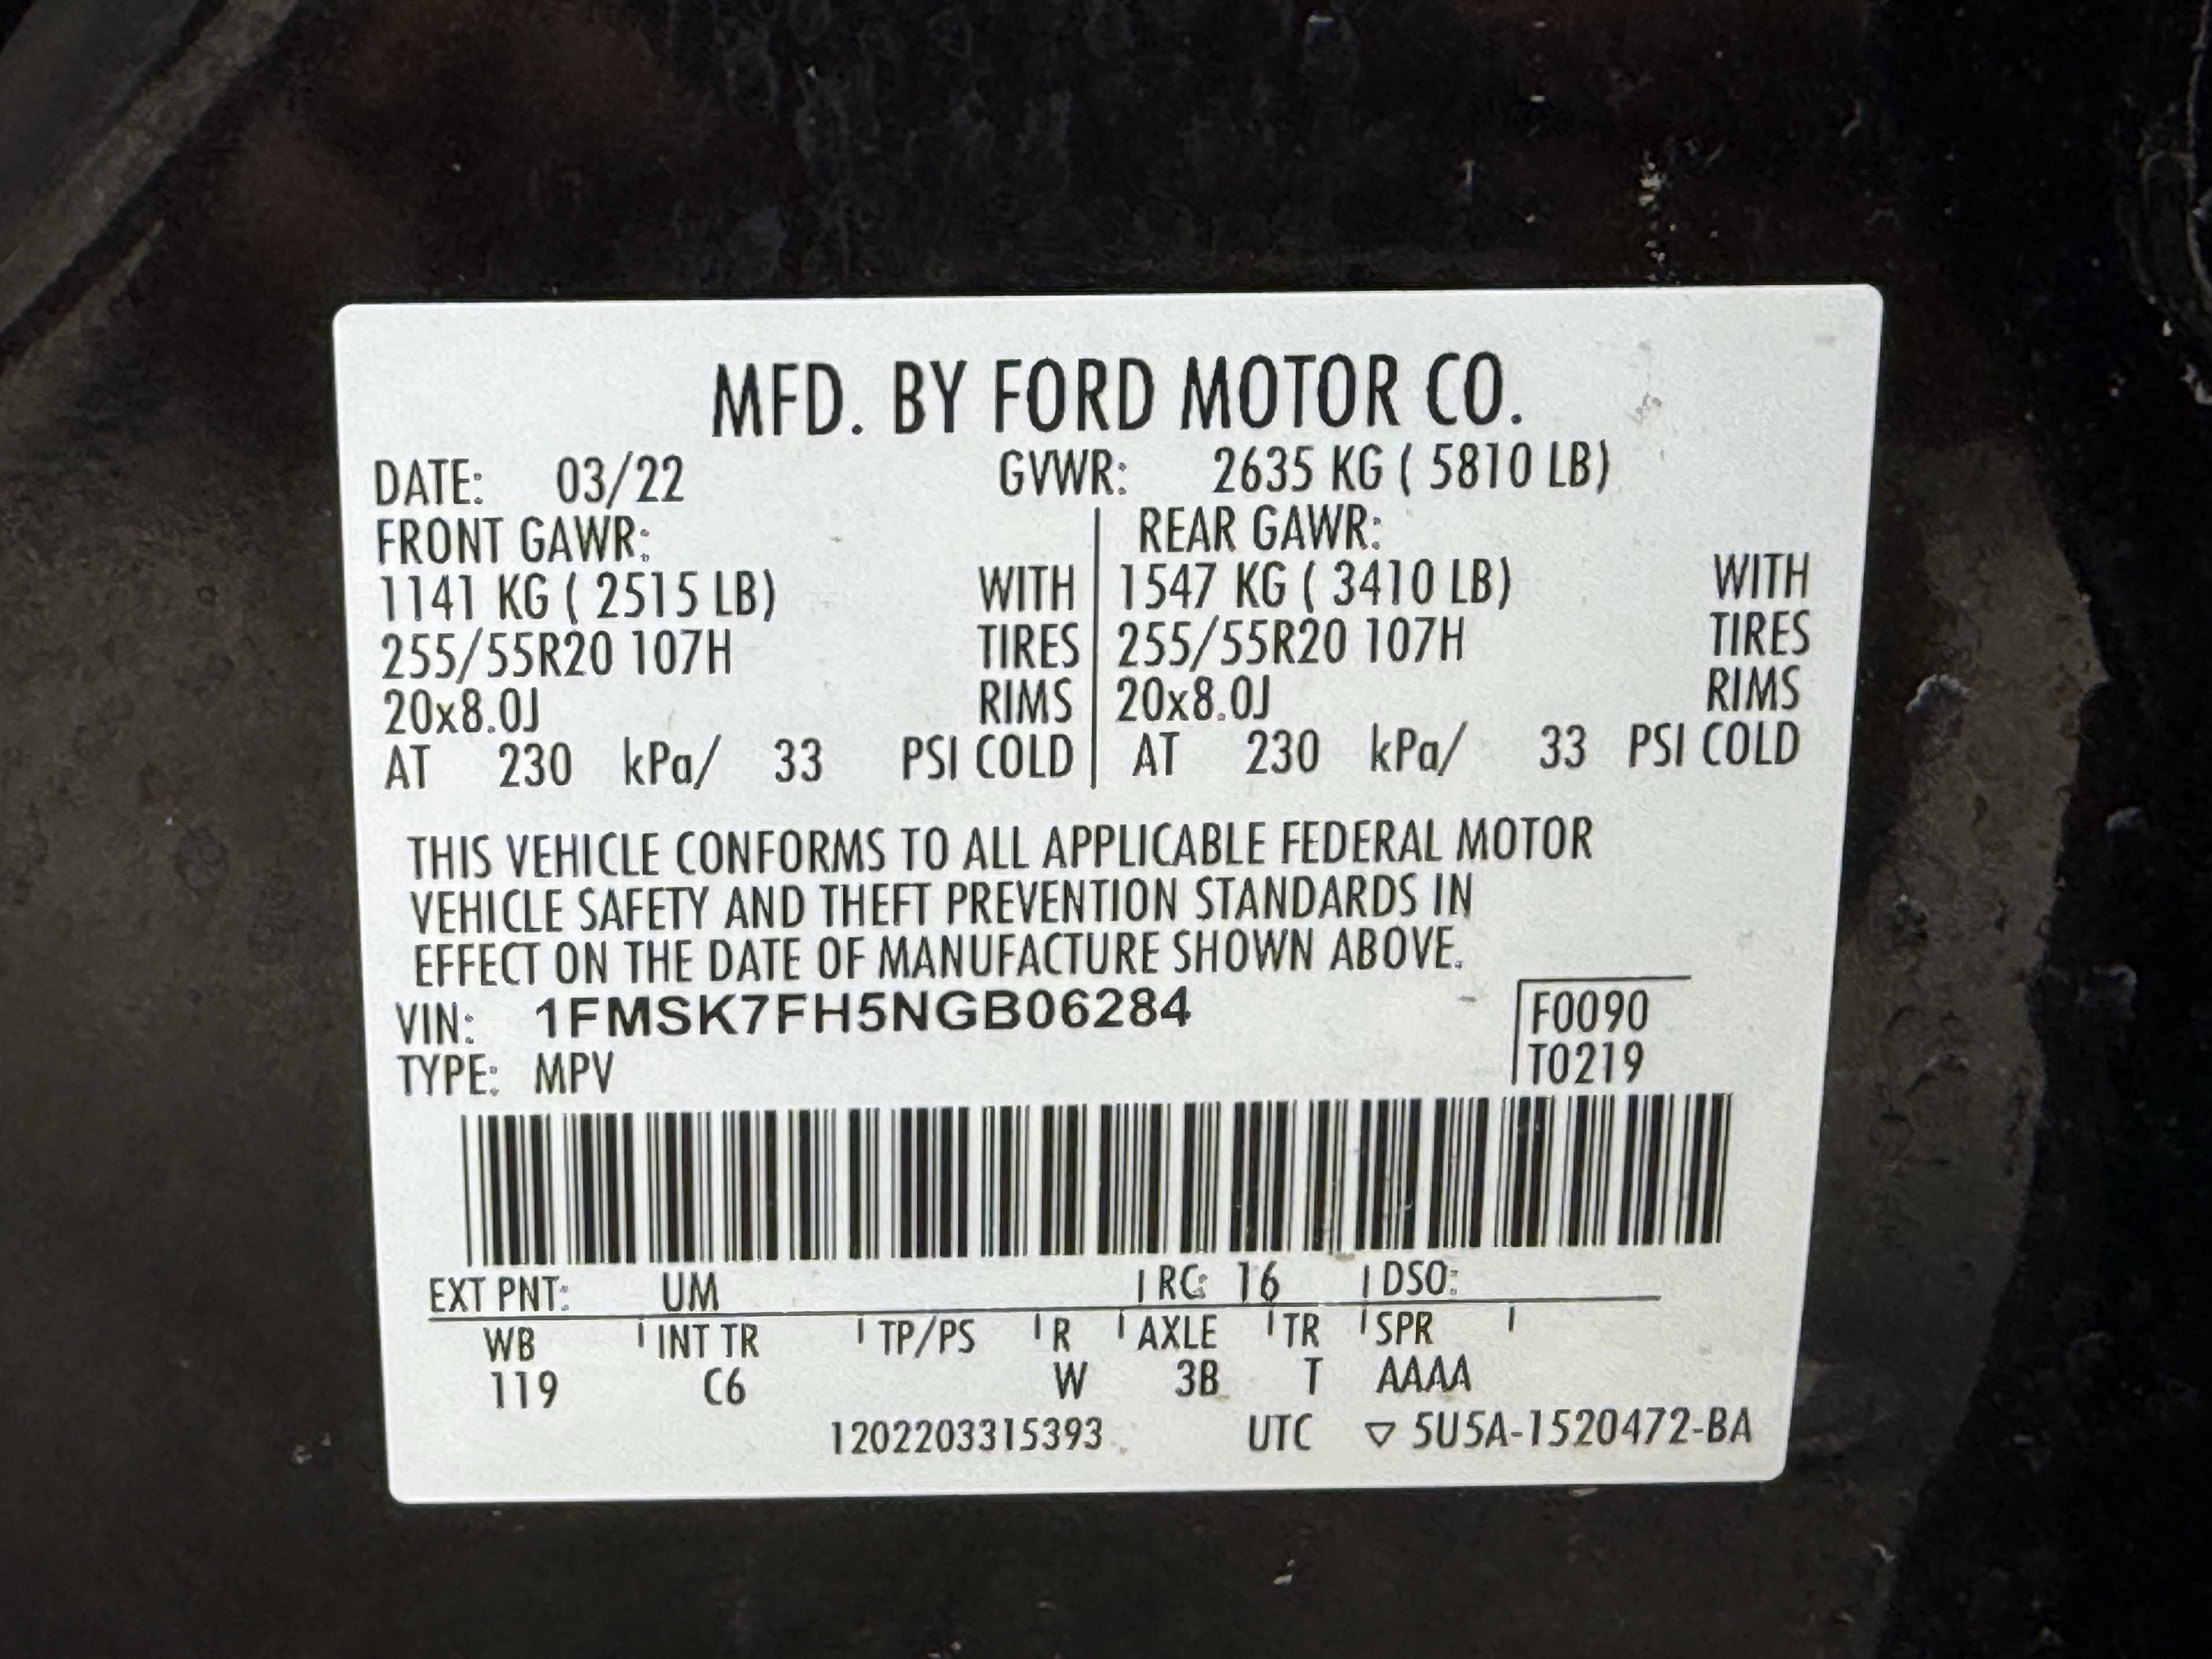 MFD. BY FORD MOTOR CO.
DATE: 03/22 GVWR: 2635 KG ( 5810 LB)
FRONT GAWR: REAR GAWR:
1141 KG ( 2515 LB) WITH 1547 KG ( 3410 LB) WITH
255/55R20 107H TIRES 255/55R20 107H TIRES
20x8.0J RIMS 20x8.0J RIMS
AT 230 kPa/ 33 PSI COLD AT 230 kPa/ 33 PSI COLD
THIS VEHICLE CONFORMS TO ALL APPLICABLE FEDERAL MOTOR
VEHICLE SAFETY AND THEFT PREVENTION STANDARDS IN
EFFECT ON THE DATE OF MANUFACTURE SHOWN ABOVE.
VIN: 1FMSK7FH5NGB06284 F0090
TYPE: MPV T0219
EXT PNT: UM RC: 16 DSO:
WB INT TR TP/PS R AXLE TR SPR
119 C6 W 3B T AAAA
1202203315393 UTC ▽ 5U5A-1520472-BA